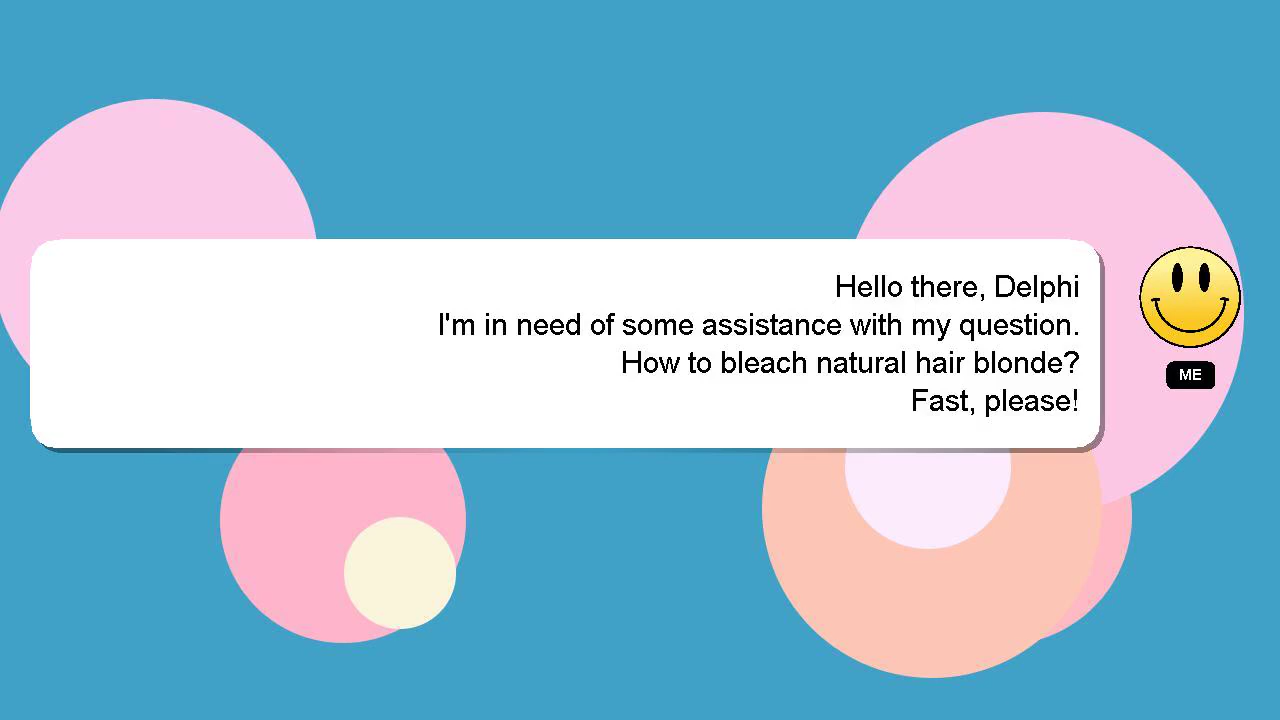 Hello there, Delphi
I'm in need of some assistance with my question.
How to bleach natural hair blonde?
Fast, please!
ME